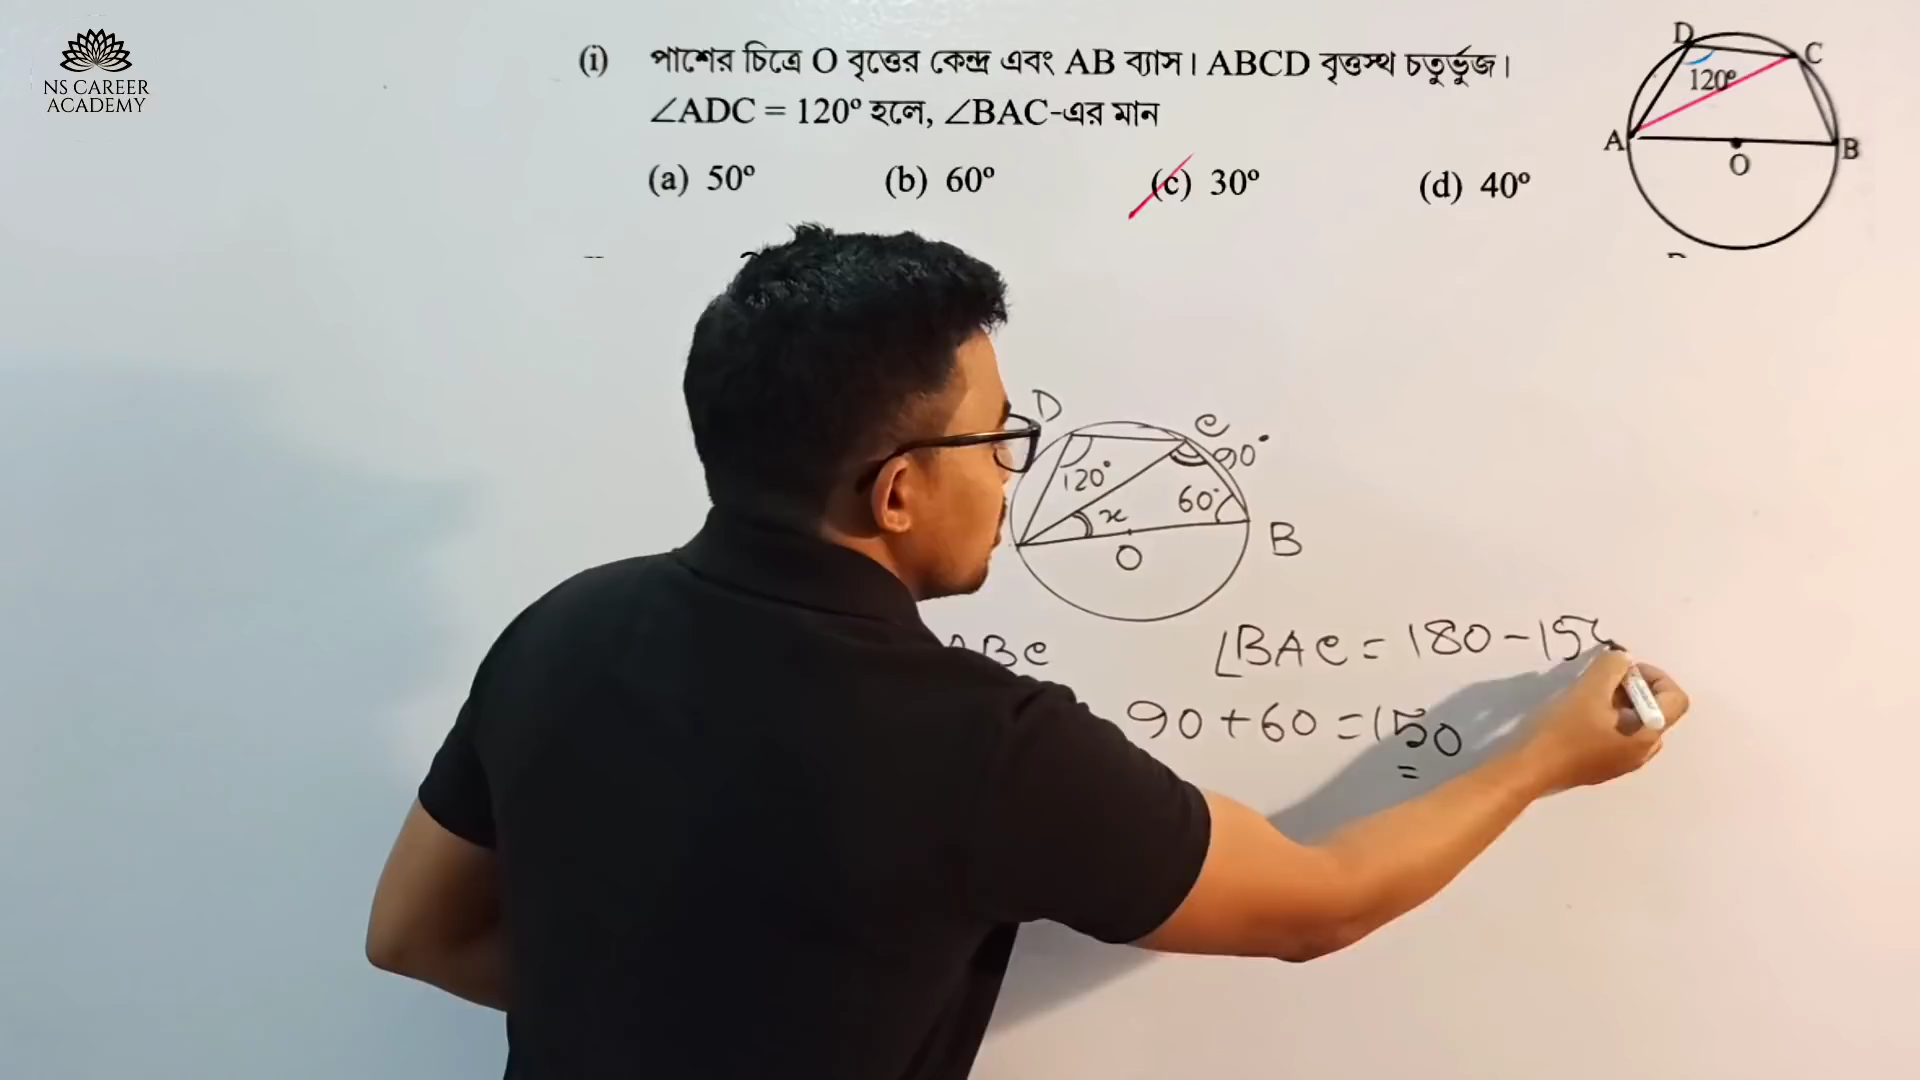 NS CAREER
ACADEMY
(i) পাশের চিত্রে O বৃত্তের কেন্দ্র এবং AB ব্যাস। ABCD বৃত্তস্থ চতুর্ভুজ।
∠ADC = 120° হলে, ∠BAC-এর মান
(a) 50° (b) 60° (c) 30° (d) 40°
D
C
120°
A
B
O
D
C
90°
120°
60°
x
O
B
ABC
∠BAC = 180 - 15
90 + 60 = 150
=